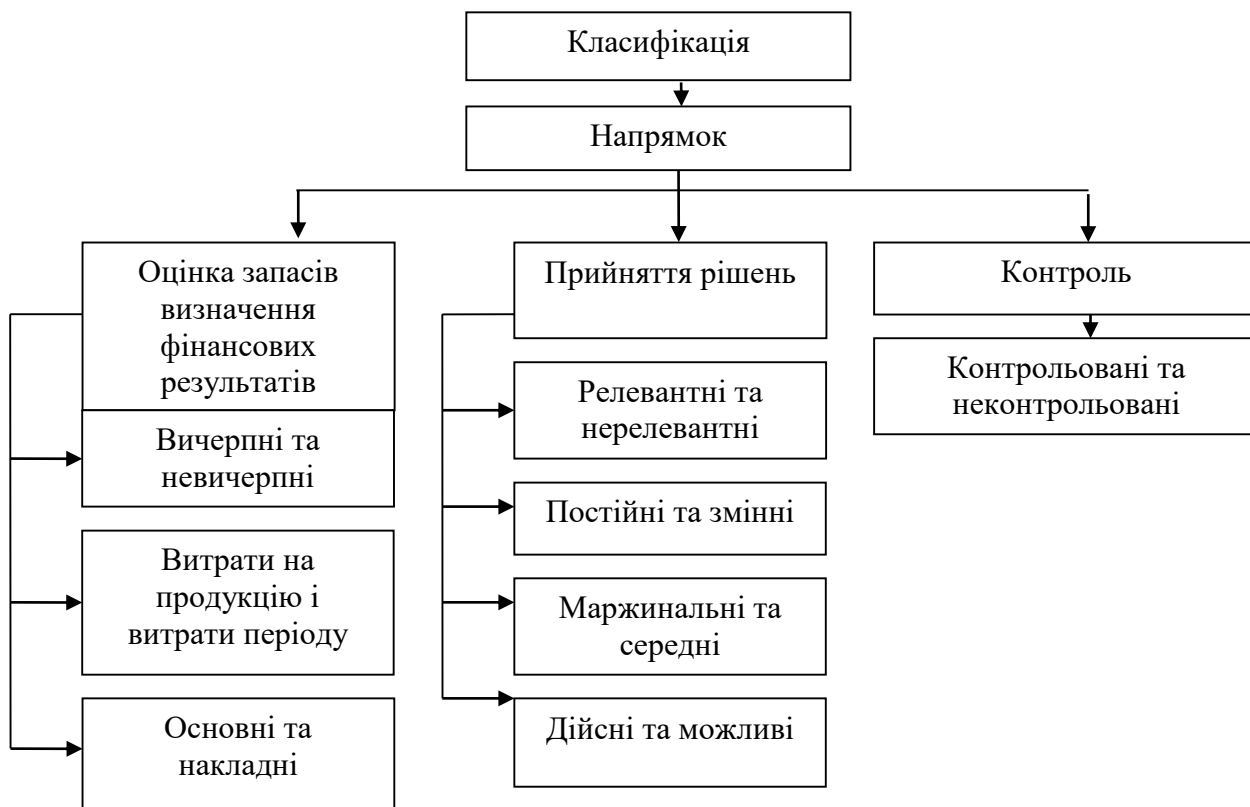 Класифікація
Напрямок
Оцінка запасів
визначення
фінансових
результатів
Вичерпні та
невичерпні
Витрати на
продукцію і
витрати періоду
Основні та
накладні
Прийняття рішень
Релевантні та
нерелевантні
Постійні та змінні
Маржинальні та
середні
Дійсні та можливі
Контроль
Контрольовані та
неконтрольовані